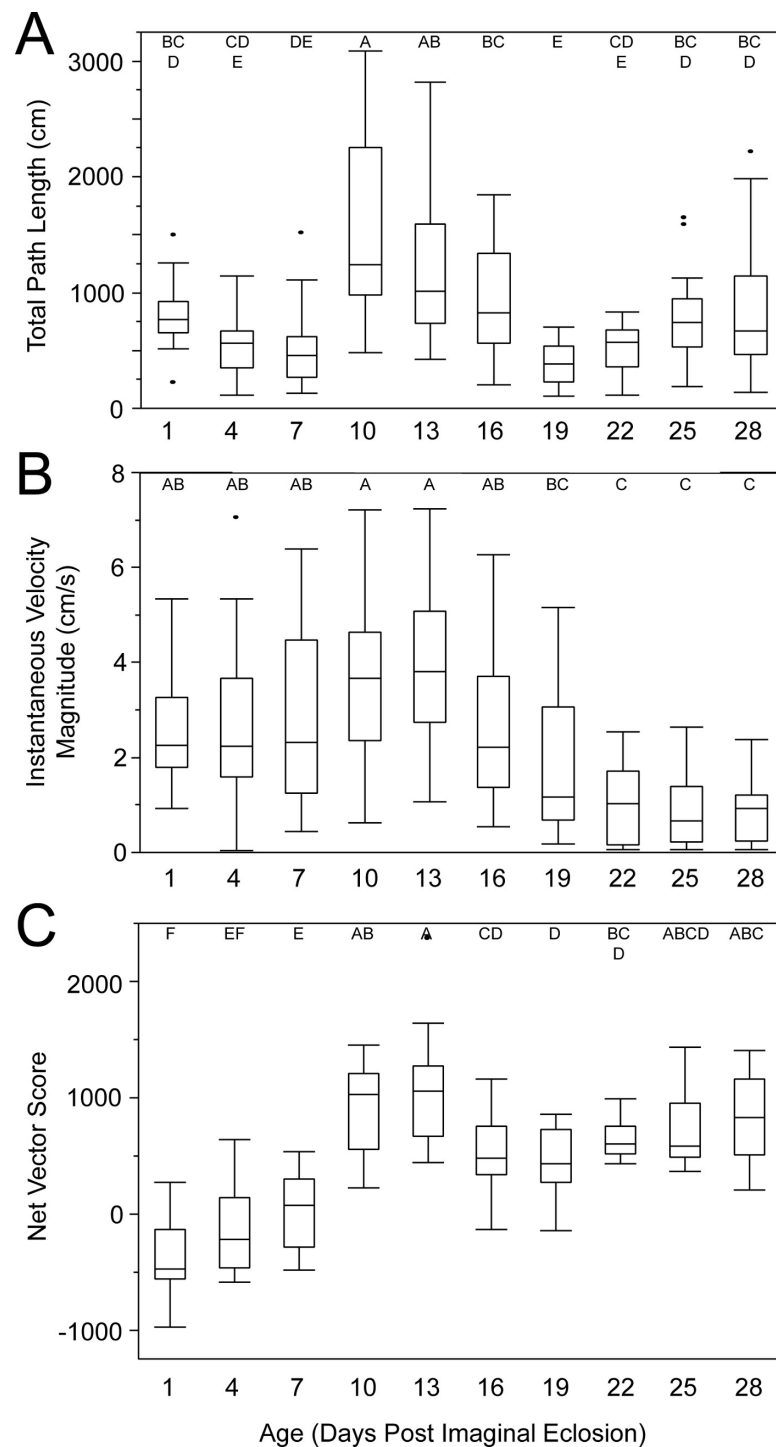 A
BC CD DE A AB BC E CD BC BC
D E E D D
3000
2000
1000
0
Total Path Length (cm)
1 4 7 10 13 16 19 22 25 28
B
AB AB AB A A AB BC C C C
8
6
4
2
0
Instantaneous Velocity
Magnitude (cm/s)
1 4 7 10 13 16 19 22 25 28
C
F EF E AB A CD D BC ABCD ABC
D
2000
1000
0
-1000
Net Vector Score
1 4 7 10 13 16 19 22 25 28
Age (Days Post Imaginal Eclosion)